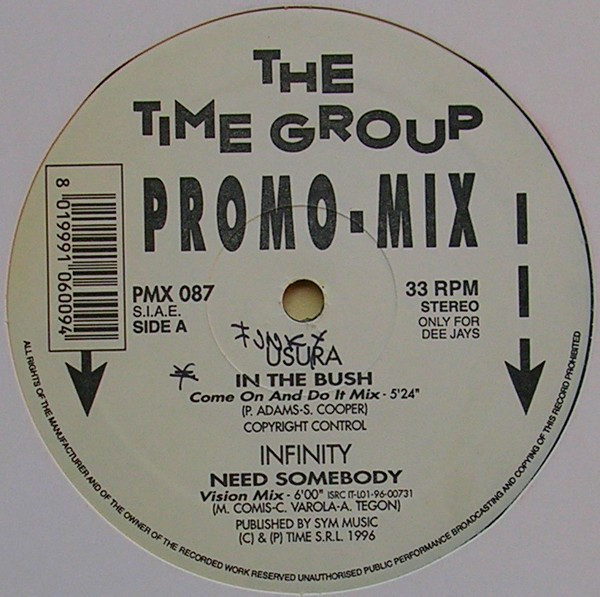 THE
TIME GROUP
PROMO-MIX
8 019991 060094
PMX 087
S.I.A.E.
SIDE A
33 RPM
STEREO
ONLY FOR
DEE JAYS
FUNKY
USURA
IN THE BUSH
Come On And Do It Mix - 5'24"
(P. ADAMS-S. COOPER)
COPYRIGHT CONTROL
INFINITY
NEED SOMEBODY
Vision Mix - 6'00" ISRC IT-L01-96-00731
(M. COMIS-C. VAROLA-A. TEGON)
PUBLISHED BY SYM MUSIC
(C) & (P) TIME S.R.L. 1996
ALL RIGHTS OF THE MANUFACTURER AND OF THE OWNER OF THE RECORDED WORK RESERVED UNAUTHORISED PUBLIC PERFORMANCE BROADCASTING AND COPYING OF THIS RECORD PROHIBITED